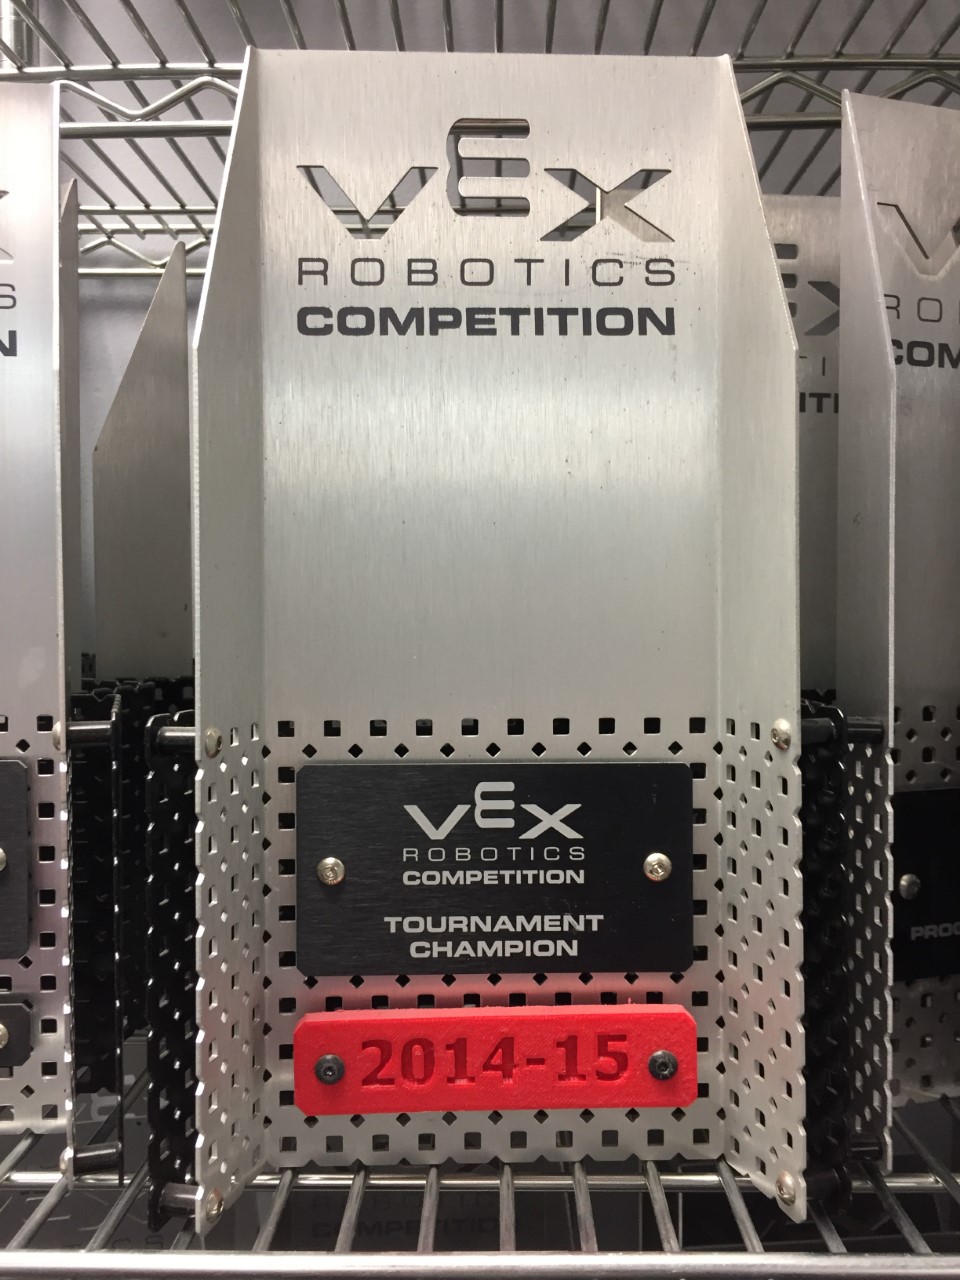 VEX
ROBOTICS
COMPETITION
VEX
ROBOTICS
COMPETITION
TOURNAMENT
CHAMPION
2014-15